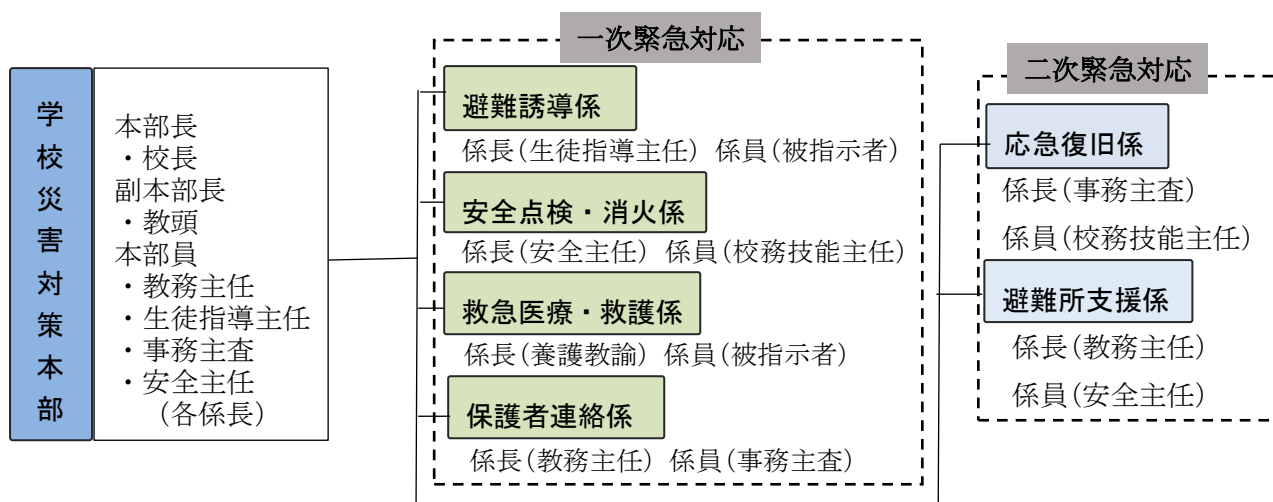 学校災害対策本部
本部長
・校長
副本部長
・教頭
本部員
・教務主任
・生徒指導主任
・事務主査
・安全主任
（各係長）
一次緊急対応
避難誘導係
係長(生徒指導主任) 係員(被指示者)
安全点検・消火係
係長(安全主任) 係員(校務技能主任)
救急医療・救護係
係長(養護教諭) 係員(被指示者)
保護者連絡係
係長(教務主任) 係員(事務主査)
二次緊急対応
応急復旧係
係長(事務主査)
係員(校務技能主任)
避難所支援係
係長(教務主任)
係員(安全主任)